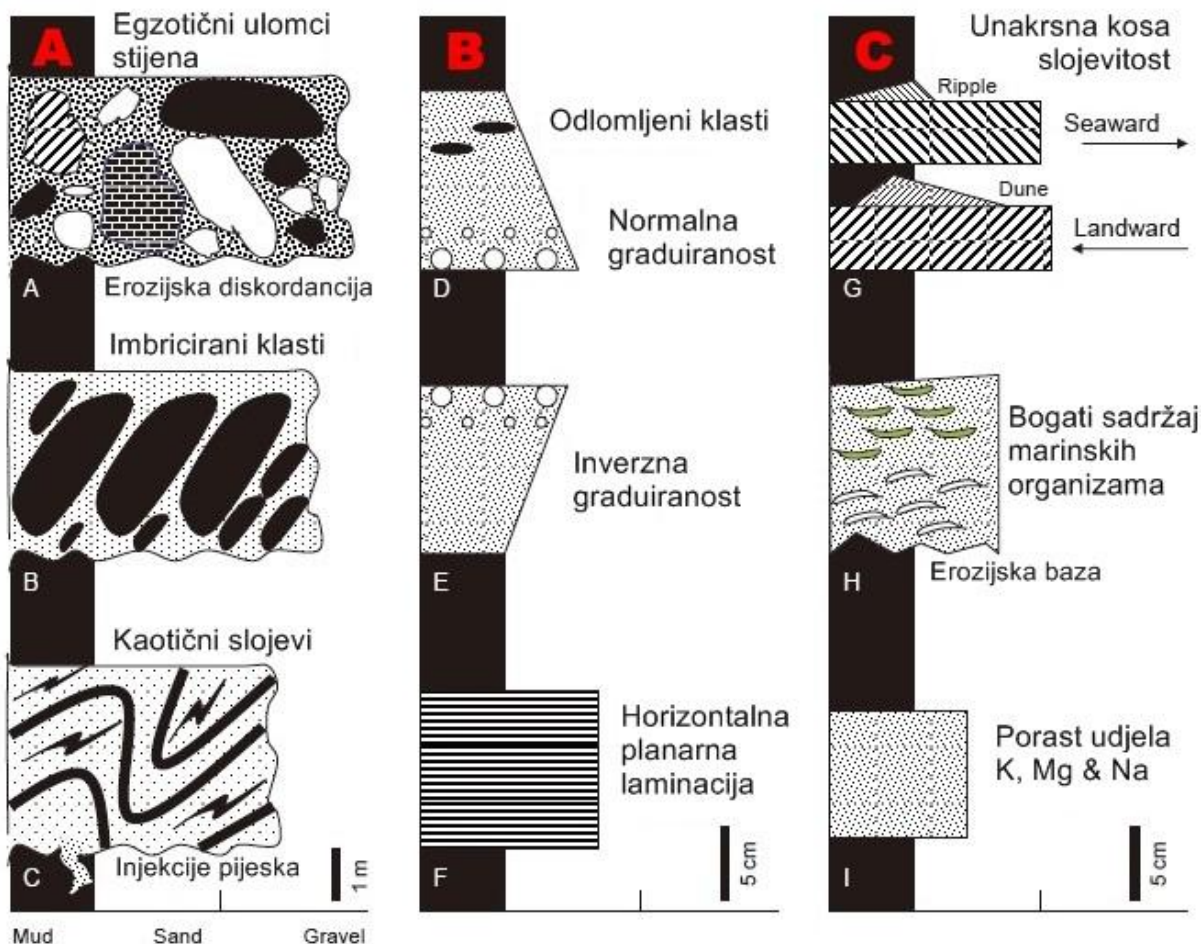 A
Egzotični ulomci
stijena
A
Erozijska diskordancija
Imbricirani klasti
B
Kaotični slojevi
C
Injekcije pijeska
1 m
Mud
Sand
Gravel
B
Odlomljeni klasti
Normalna
graduiranost
D
Inverzna
graduiranost
E
Horizontalna
planarna
laminacija
F
5 cm
C
Unakrsna kosa
slojevitost
Ripple
Seaward
Dune
Landward
G
Bogati sadržaj
marinskih
organizama
Erozijska baza
H
Porast udjela
K, Mg & Na
I
5 cm